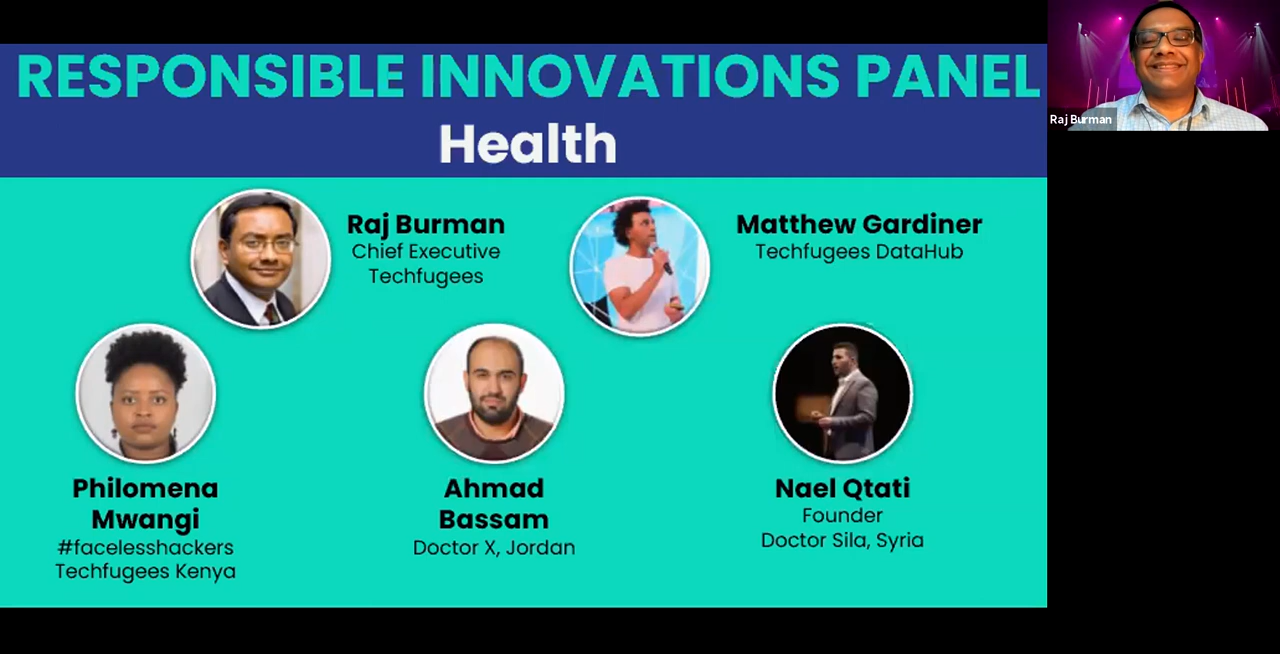 RESPONSIBLE INNOVATIONS PANEL
Health
Raj Burman
Raj Burman
Chief Executive
Techfugees
Matthew Gardiner
Techfugees DataHub
Philomena
Mwangi
#facelesshackers
Techfugees Kenya
Ahmad
Bassam
Doctor X, Jordan
Nael Qtati
Founder
Doctor Sila, Syria